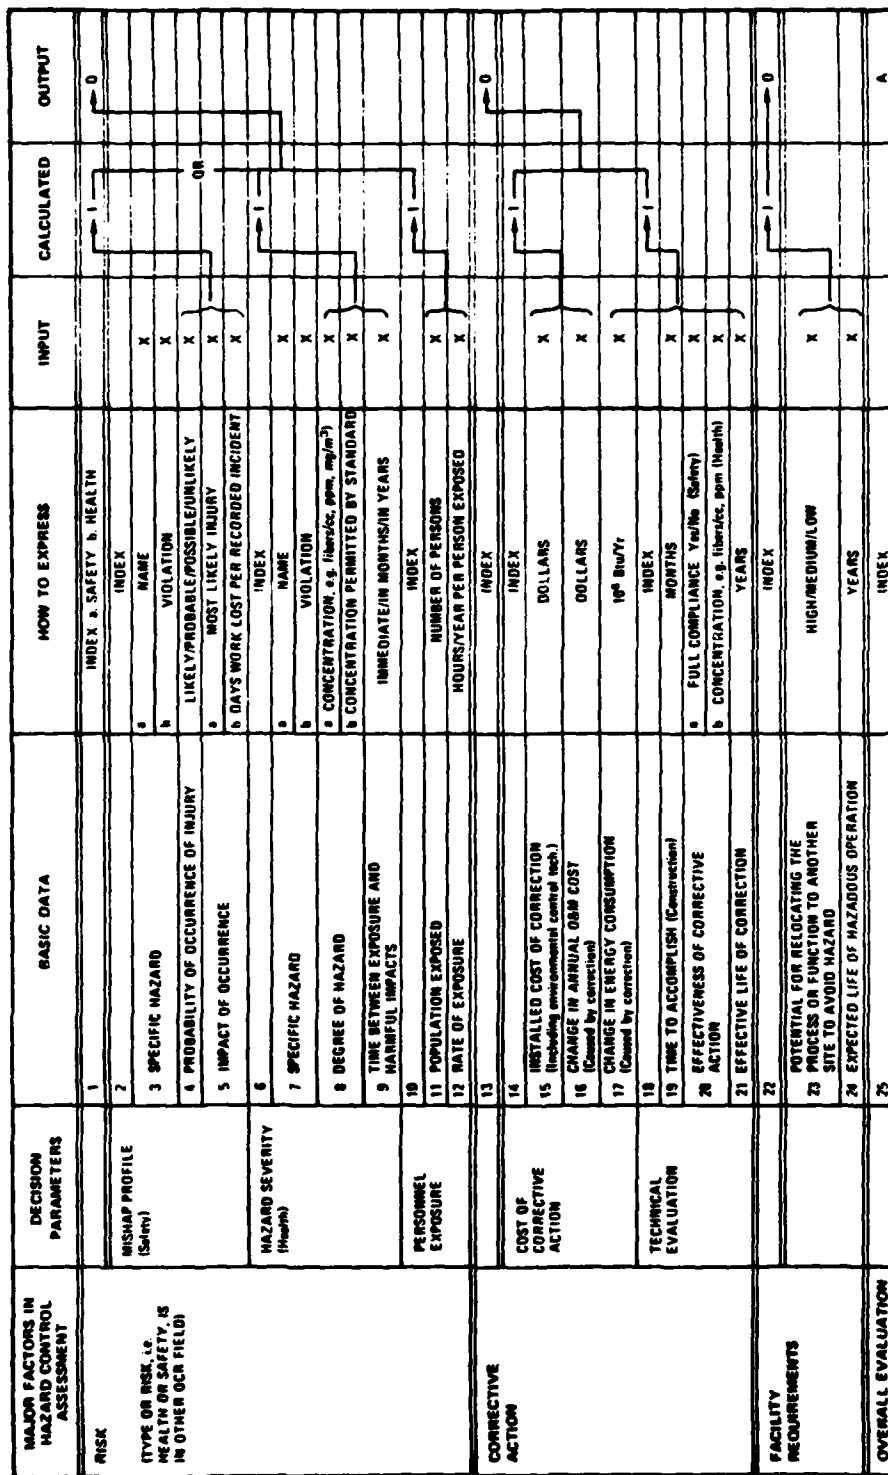 MAJOR FACTORS IN HAZARD CONTROL ASSESSMENT DECISION PARAMETERS BASIC DATA HOW TO EXPRESS INPUT CALCULATED OUTPUT
RISK 1 INDEX a. SAFETY b. HEALTH O
(TYPE OR RISK, i.e. HEALTH OR SAFETY, IS IN OTHER OCR FIELD)
MISHAP PROFILE (Safety) 2 INDEX I
3 SPECIFIC HAZARD a NAME X
b VIOLATION X
4 PROBABILITY OF OCCURRENCE OF INJURY LIKELY/PROBABLE/POSSIBLE/UNLIKELY X
5 IMPACT OF OCCURRENCE a MOST LIKELY INJURY X
b DAYS WORK LOST PER RECORDED INCIDENT X
OR
HAZARD SEVERITY (Health) 6 INDEX I
7 SPECIFIC HAZARD a NAME X
b VIOLATION X
8 DEGREE OF HAZARD a CONCENTRATION, e.g. fibers/cc, ppm, mg/m³) X
b CONCENTRATION PERMITTED BY STANDARD X
9 TIME BETWEEN EXPOSURE AND HARMFUL IMPACTS IMMEDIATE/IN MONTHS/IN YEARS X
PERSONNEL EXPOSURE 10 INDEX I
11 POPULATION EXPOSED NUMBER OF PERSONS X
12 RATE OF EXPOSURE HOURS/YEAR PER PERSON EXPOSED X
CORRECTIVE ACTION 13 INDEX O
COST OF CORRECTIVE ACTION 14 INDEX I
15 INSTALLED COST OF CORRECTION (Including environmental control tech.) DOLLARS X
16 CHANGE IN ANNUAL O&M COST (Caused by correction) DOLLARS X
17 CHANGE IN ENERGY CONSUMPTION (Caused by correction) 10⁶ Btu/Yr X
TECHNICAL EVALUATION 18 INDEX I
19 TIME TO ACCOMPLISH (Construction) MONTHS X
20 EFFECTIVENESS OF CORRECTIVE ACTION a FULL COMPLIANCE Yes/No (Safety) X
b CONCENTRATION, e.g. fibers/cc, ppm (Health) X
21 EFFECTIVE LIFE OF CORRECTION YEARS X
FACILITY REQUIREMENTS 22 INDEX I O
23 POTENTIAL FOR RELOCATING THE PROCESS OR FUNCTION TO ANOTHER SITE TO AVOID HAZARD HIGH/MEDIUM/LOW X
24 EXPECTED LIFE OF HAZADOUS OPERATION YEARS X
OVERALL EVALUATION 25 INDEX A